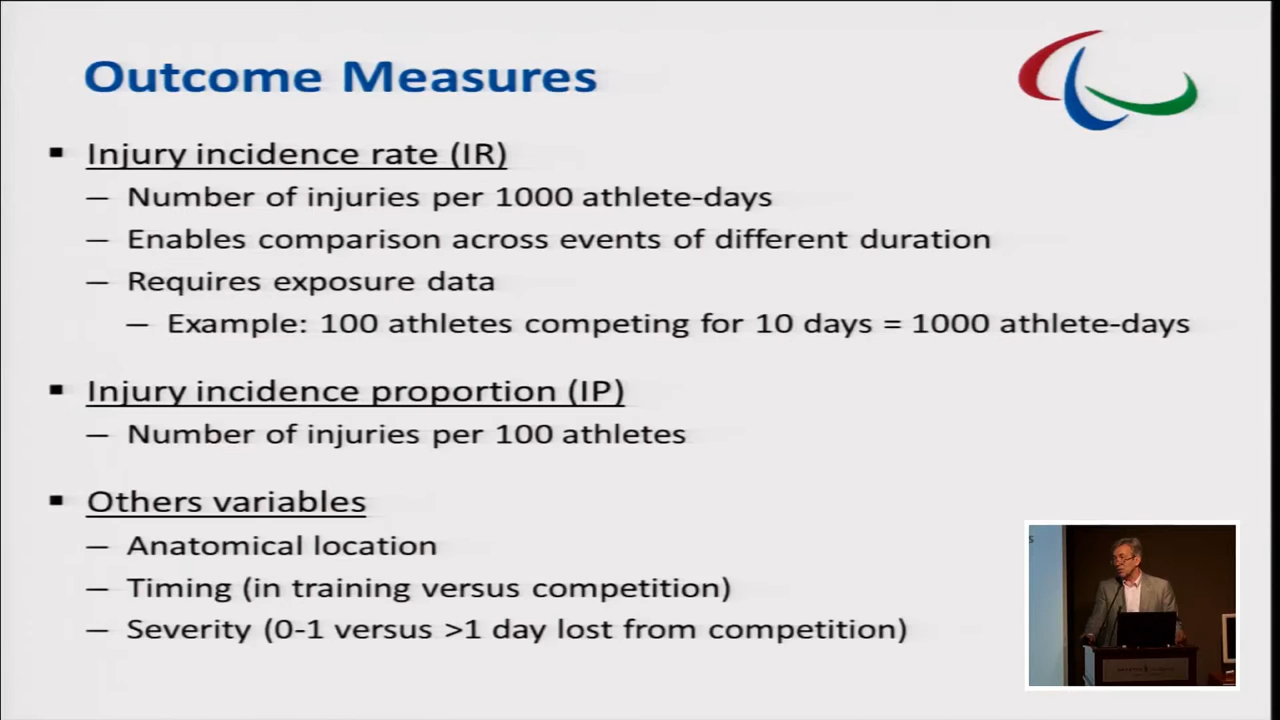 Outcome Measures
▪ Injury incidence rate (IR)
– Number of injuries per 1000 athlete-days
– Enables comparison across events of different duration
– Requires exposure data
– Example: 100 athletes competing for 10 days = 1000 athlete-days
▪ Injury incidence proportion (IP)
– Number of injuries per 100 athletes
▪ Others variables
– Anatomical location
– Timing (in training versus competition)
– Severity (0-1 versus >1 day lost from competition)